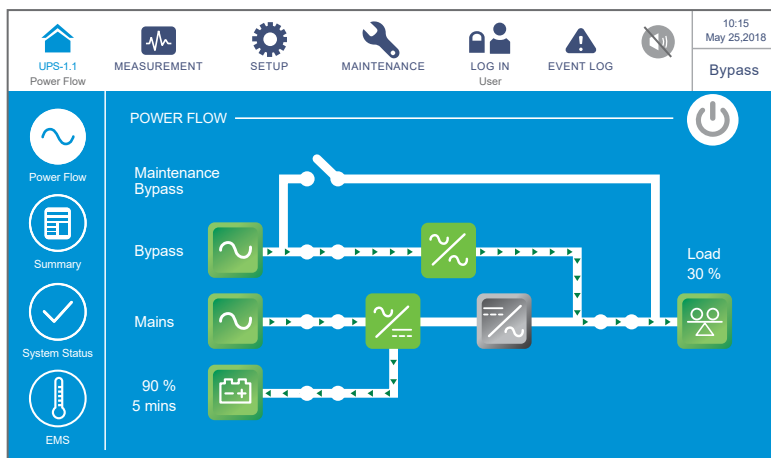 UPS-1.1
Power Flow
MEASUREMENT
SETUP
MAINTENANCE
LOG IN
User
EVENT LOG
10:15
May 25,2018
Bypass
Power Flow
Summary
System Status
EMS
POWER FLOW
Maintenance
Bypass
Bypass
Mains
90 %
5 mins
Load
30 %